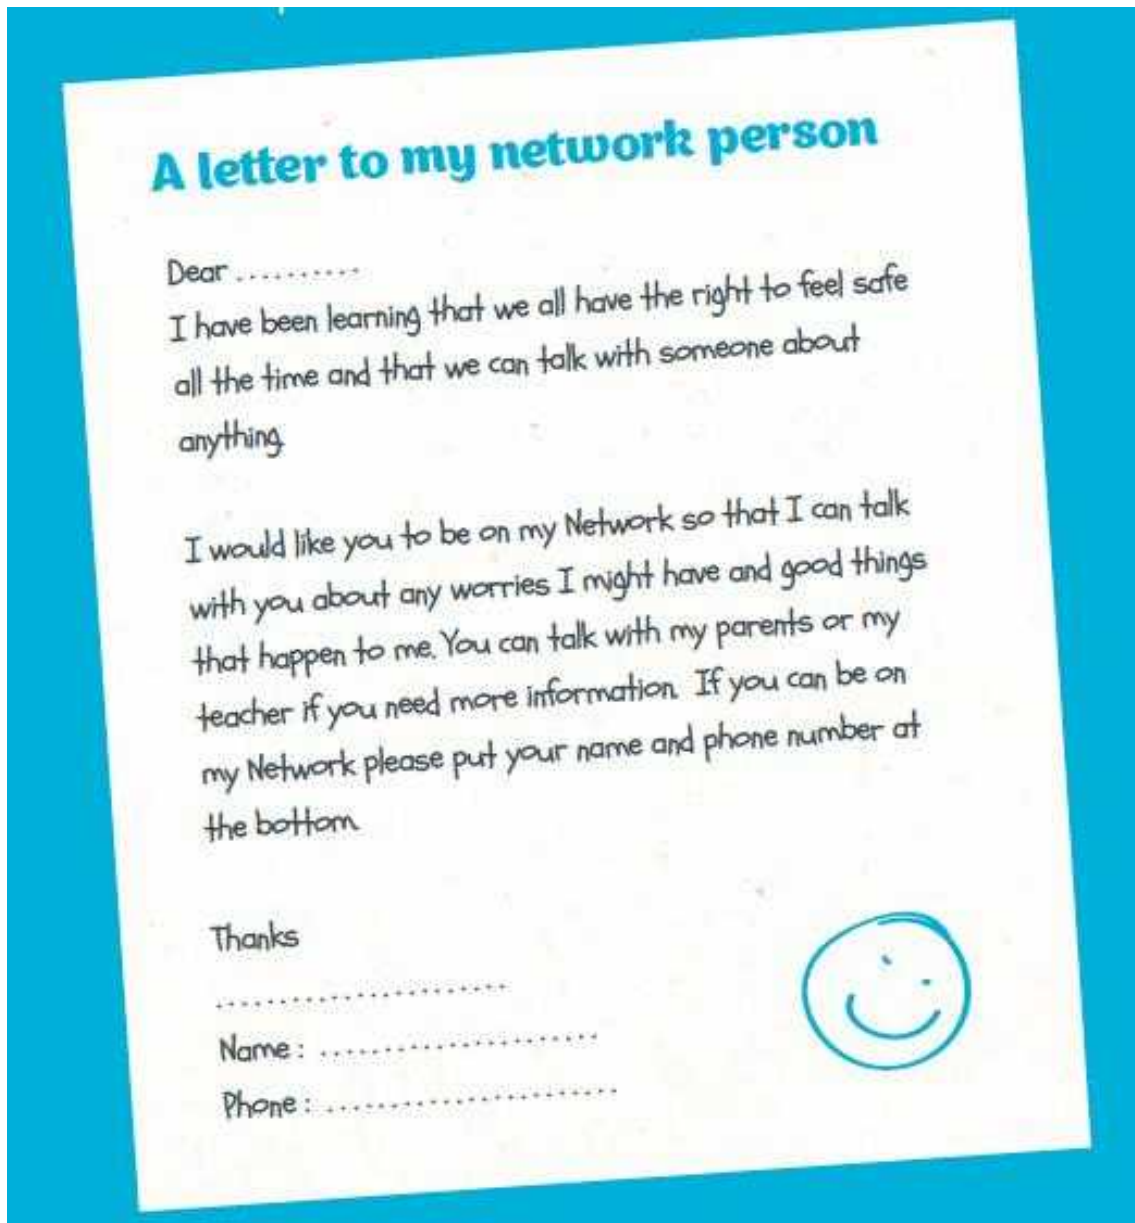 A letter to my network person
Dear ..........
I have been learning that we all have the right to feel safe
all the time and that we can talk with someone about
anything.
I would like you to be on my Network so that I can talk
with you about any worries I might have and good things
that happen to me. You can talk with my parents or my
teacher if you need more information. If you can be on
my Network please put your name and phone number at
the bottom.
Thanks
.......................
Name : ......................
Phone : .......................